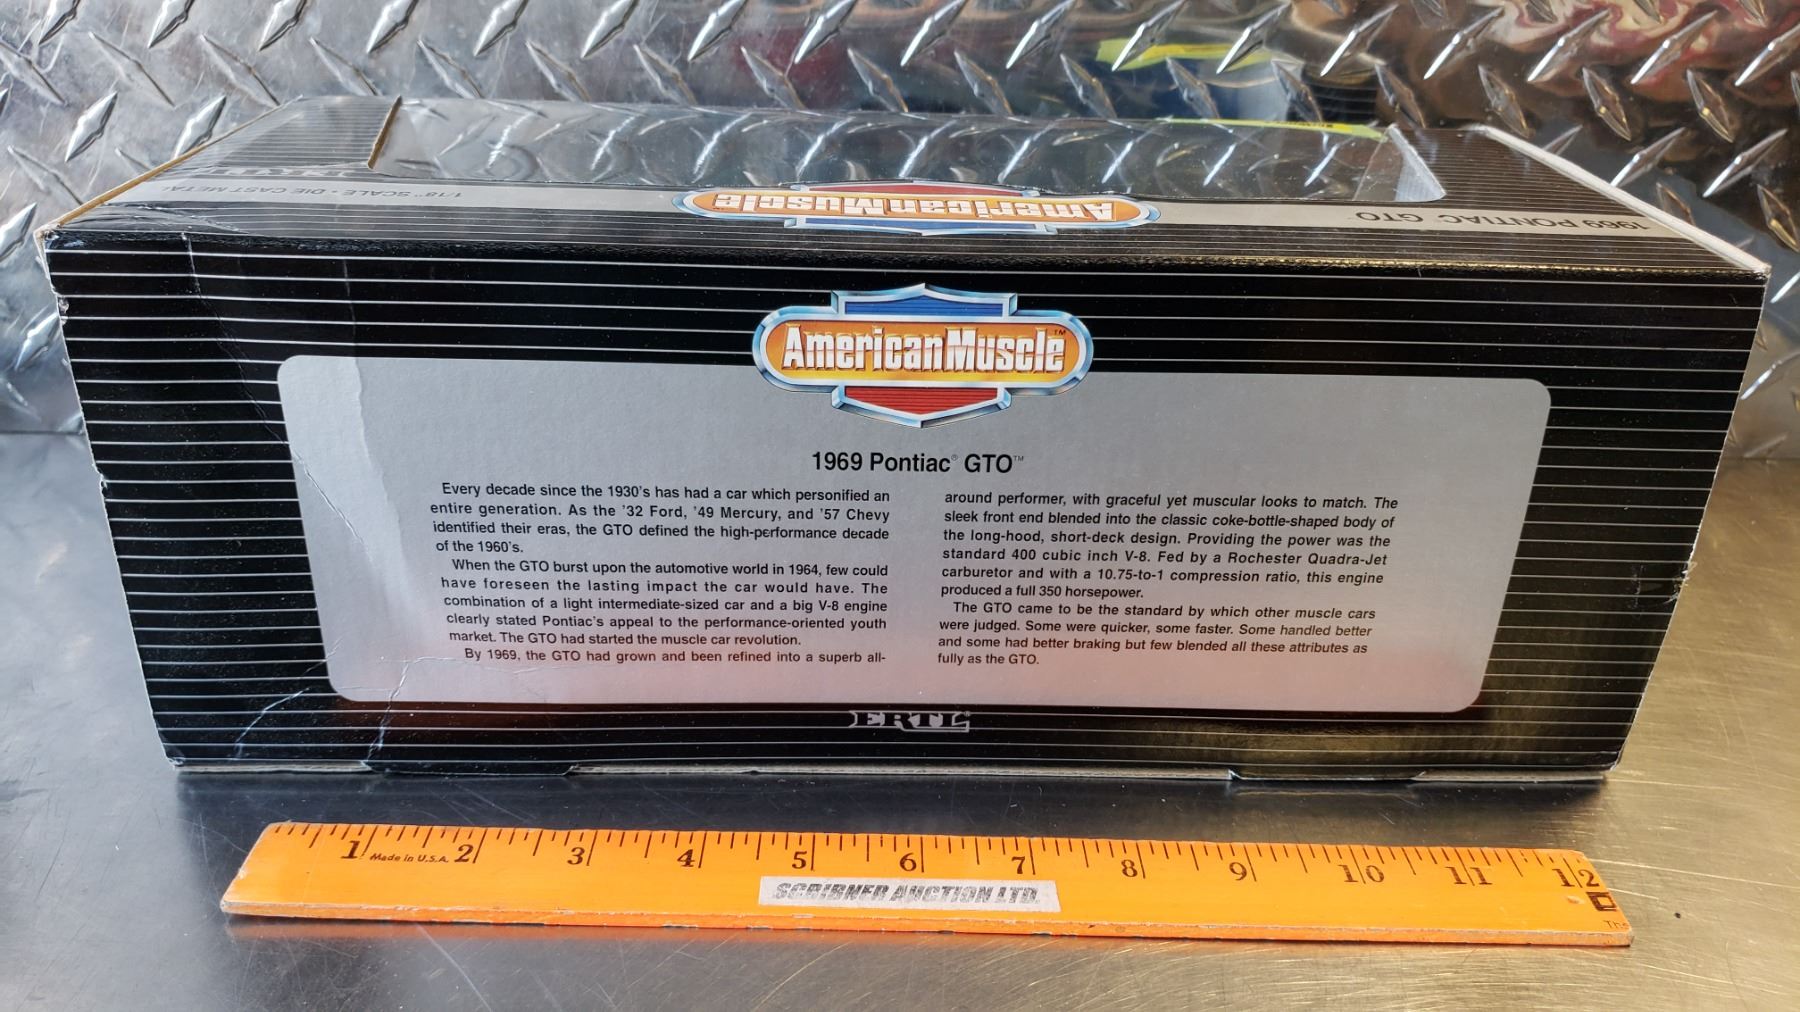 ERTL
1/18TH SCALE • DIE CAST METAL
AmericanMuscle
1969 PONTIAC GTO
AmericanMuscle™
1969 Pontiac® GTO™
Every decade since the 1930's has had a car which personified an
entire generation. As the '32 Ford, '49 Mercury, and '57 Chevy
identified their eras, the GTO defined the high-performance decade
of the 1960's.
When the GTO burst upon the automotive world in 1964, few could
have foreseen the lasting impact the car would have. The
combination of a light intermediate-sized car and a big V-8 engine
clearly stated Pontiac's appeal to the performance-oriented youth
market. The GTO had started the muscle car revolution.
By 1969, the GTO had grown and been refined into a superb all-
around performer, with graceful yet muscular looks to match. The
sleek front end blended into the classic coke-bottle-shaped body of
the long-hood, short-deck design. Providing the power was the
standard 400 cubic inch V-8. Fed by a Rochester Quadra-Jet
carburetor and with a 10.75-to-1 compression ratio, this engine
produced a full 350 horsepower.
The GTO came to be the standard by which other muscle cars
were judged. Some were quicker, some faster. Some handled better
and some had better braking but few blended all these attributes as
fully as the GTO.
ERTL®
1 Made in U.S.A. 2 3 4 5 6 7 8 9 10 11 12
SCRIBNER AUCTION LTD.